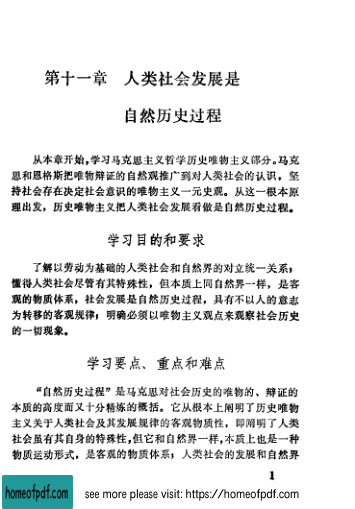 第十一章 人类社会发展是
自然历史过程
从本章开始,学习马克思主义哲学历史唯物主义部分。马克
思和恩格斯把唯物辩证的自然观推广到对人类社会的认识，坚
持社会存在决定社会意识的唯物主义一元史观。从这一根本原
理出发，历史唯物主义把人类社会发展看做是自然历史过程。
学习目的和要求
了解以劳动为基础的人类社会和自然界的对立统一关系；
懂得人类社会尽管有其特殊性，但本质上同自然界一样，是客
观的物质体系，社会发展是自然历史过程，具有不以人的意志
为转移的客观规律；明确必须以唯物主义观点来观察社会历史
的一切现象。
学习要点、重点和难点
“自然历史过程”是马克思对社会历史的唯物的、辩证的
本质的高度而又十分精练的概括。它从根本上阐明了历史唯物
主义关于人类社会及其发展规律的客观物质性，即阐明了人类
社会虽有其自身的特殊性,但它和自然界一样,本质上也是一种
物质运动形式，是客观的物质体系；人类社会的发展和自然界
1
homeofpdf.com
see more please visit: https://homeofpdf.com